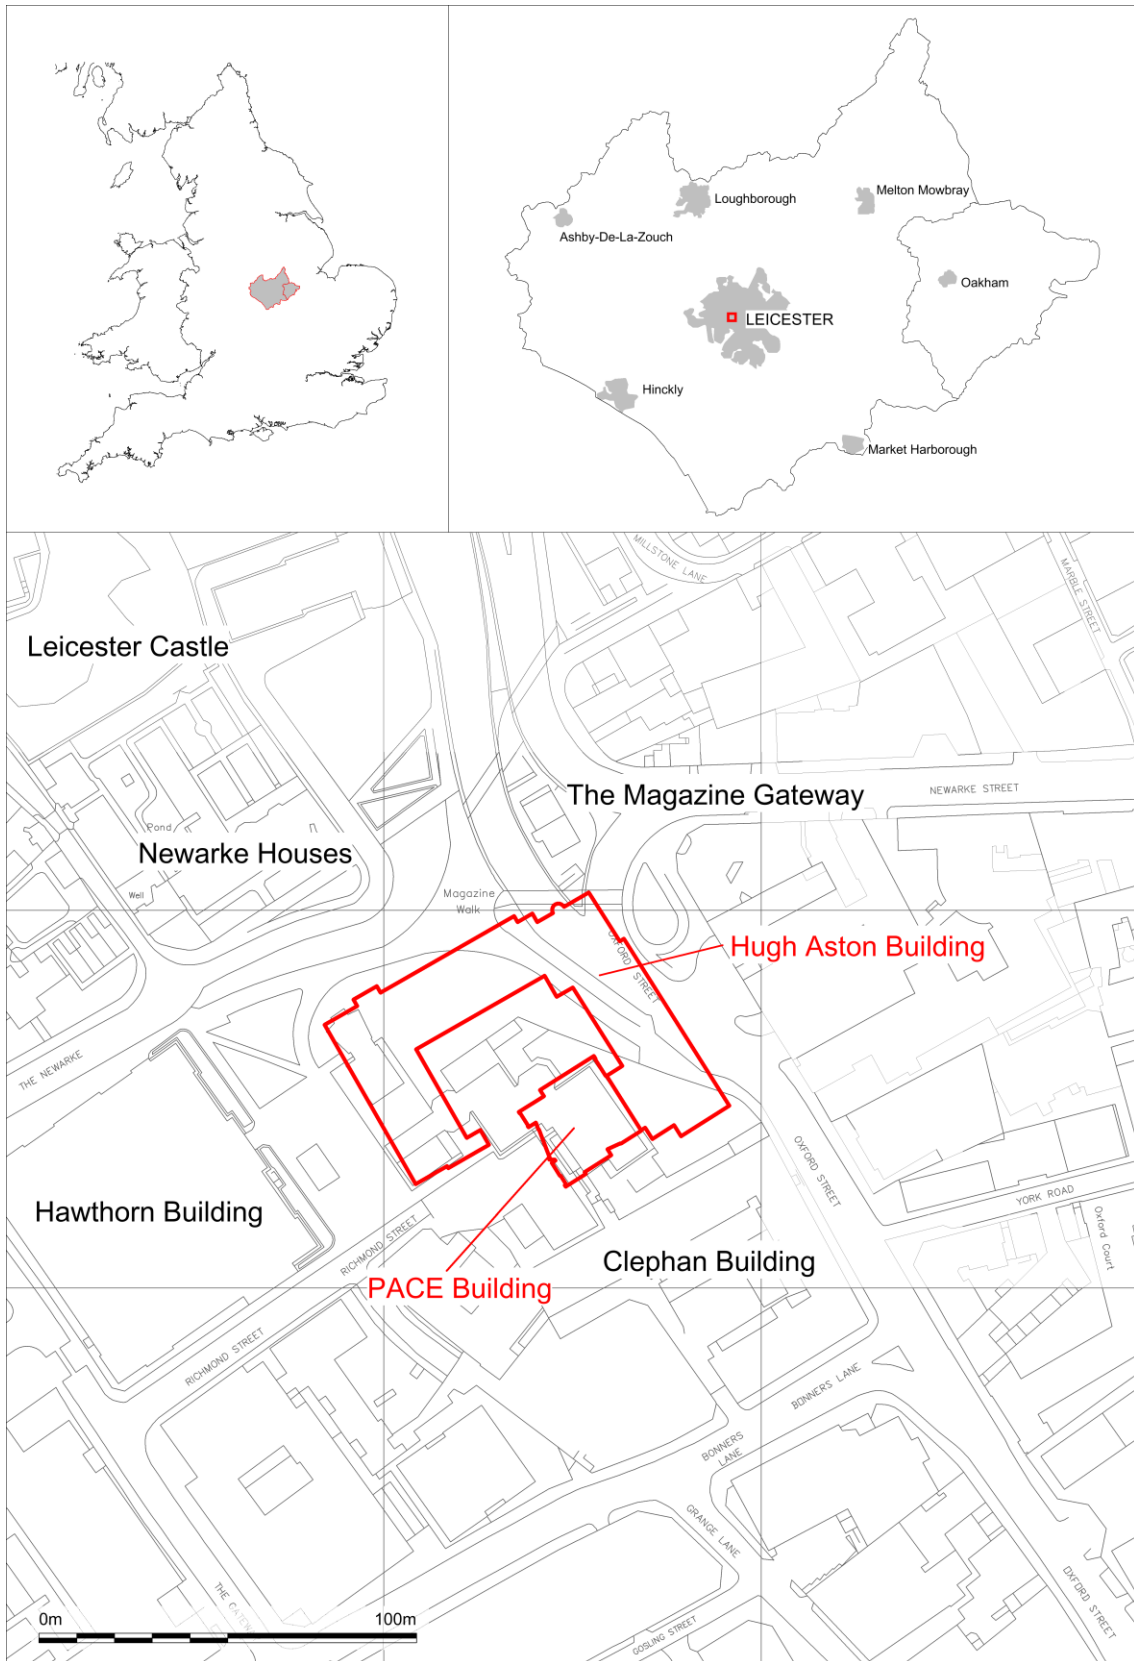 Loughborough
Melton Mowbray
Ashby-De-La-Zouch
Oakham
LEICESTER
Hinckly
Market Harborough
MILLSTONE LANE
MARBLE STREET
Leicester Castle
The Magazine Gateway
NEWARKE STREET
Pond
Newarke Houses
Well
Magazine
Walk
OXFORD STREET
Hugh Aston Building
THE NEWARKE
OXFORD STREET
YORK ROAD
Oxford Court
Hawthorn Building
RICHMOND STREET
Clephan Building
PACE Building
RICHMOND STREET
BONNERS LANE
BONNERS
LANE
GRANGE LANE
OXFORD STREET
THE
GOSLING STREET
0m
100m